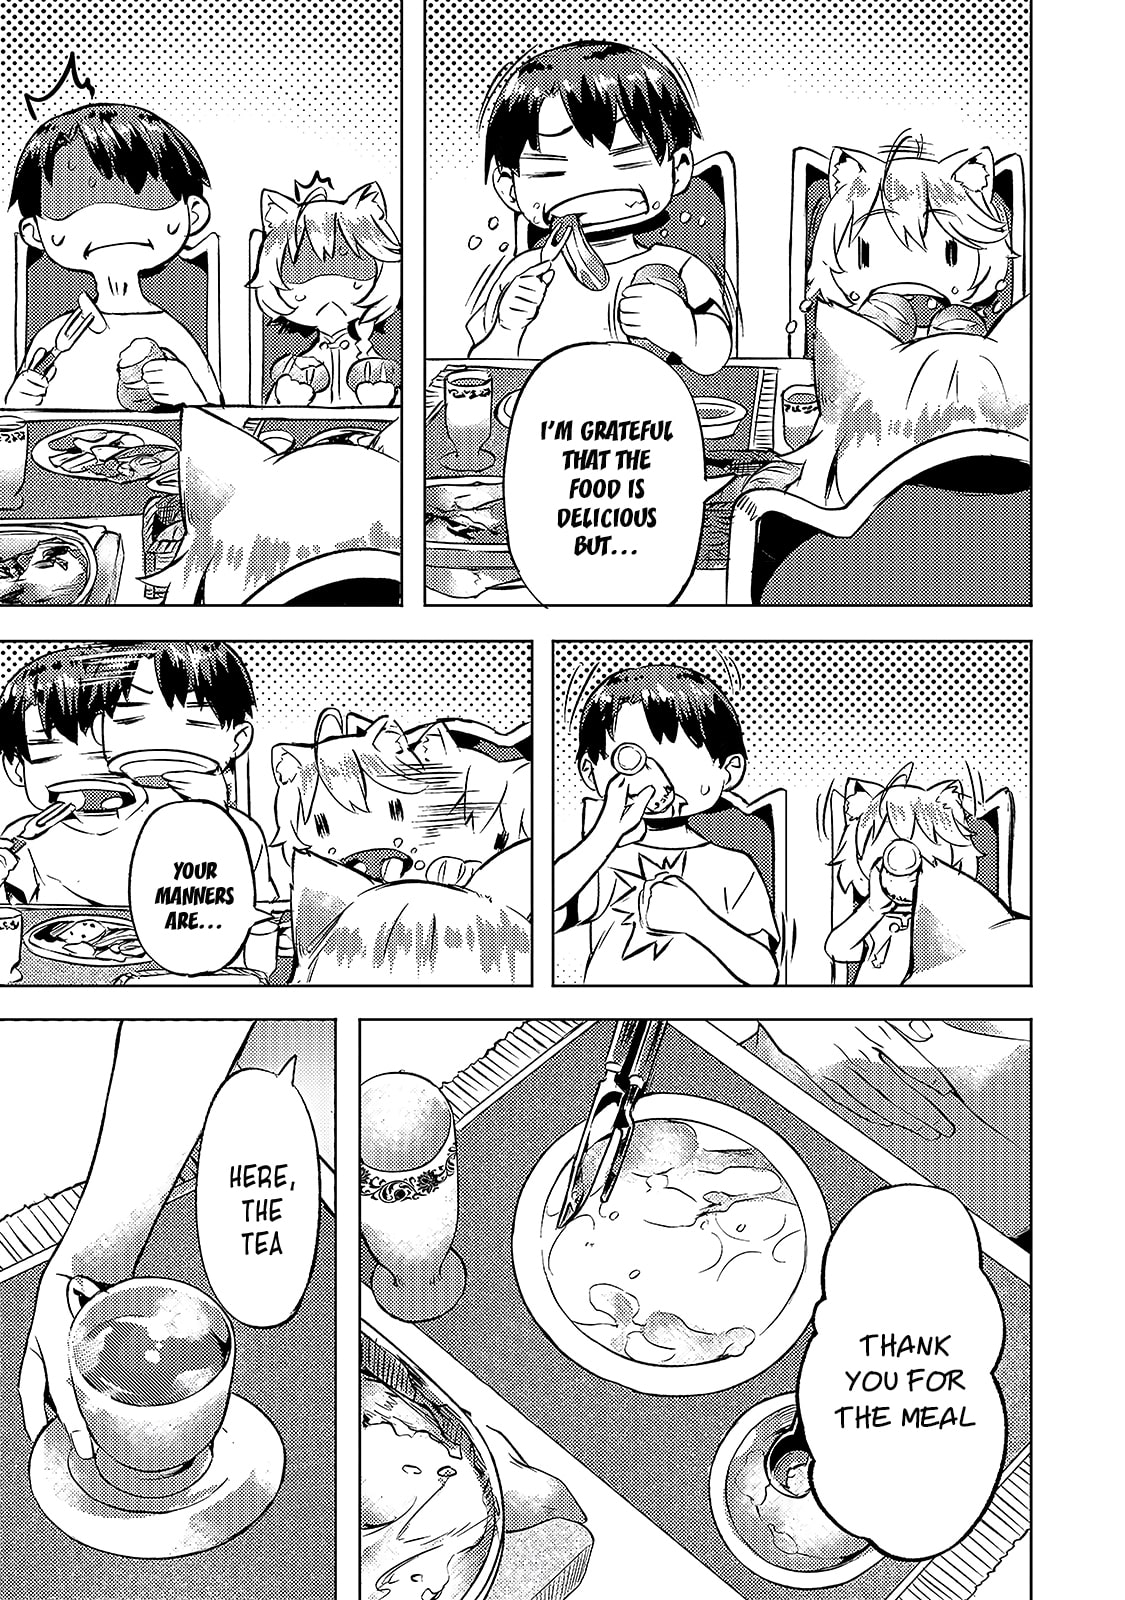 I'M GRATEFUL
THAT THE
FOOD IS
DELICIOUS
BUT...
YOUR
MANNERS
ARE...
THANK
YOU FOR
THE MEAL
HERE,
THE
TEA